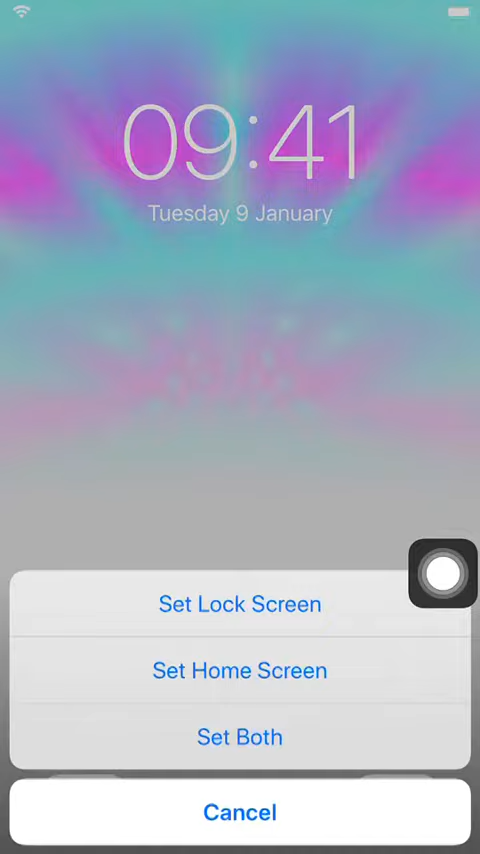 09:41
Tuesday 9 January
Set Lock Screen
Set Home Screen
Set Both
Cancel